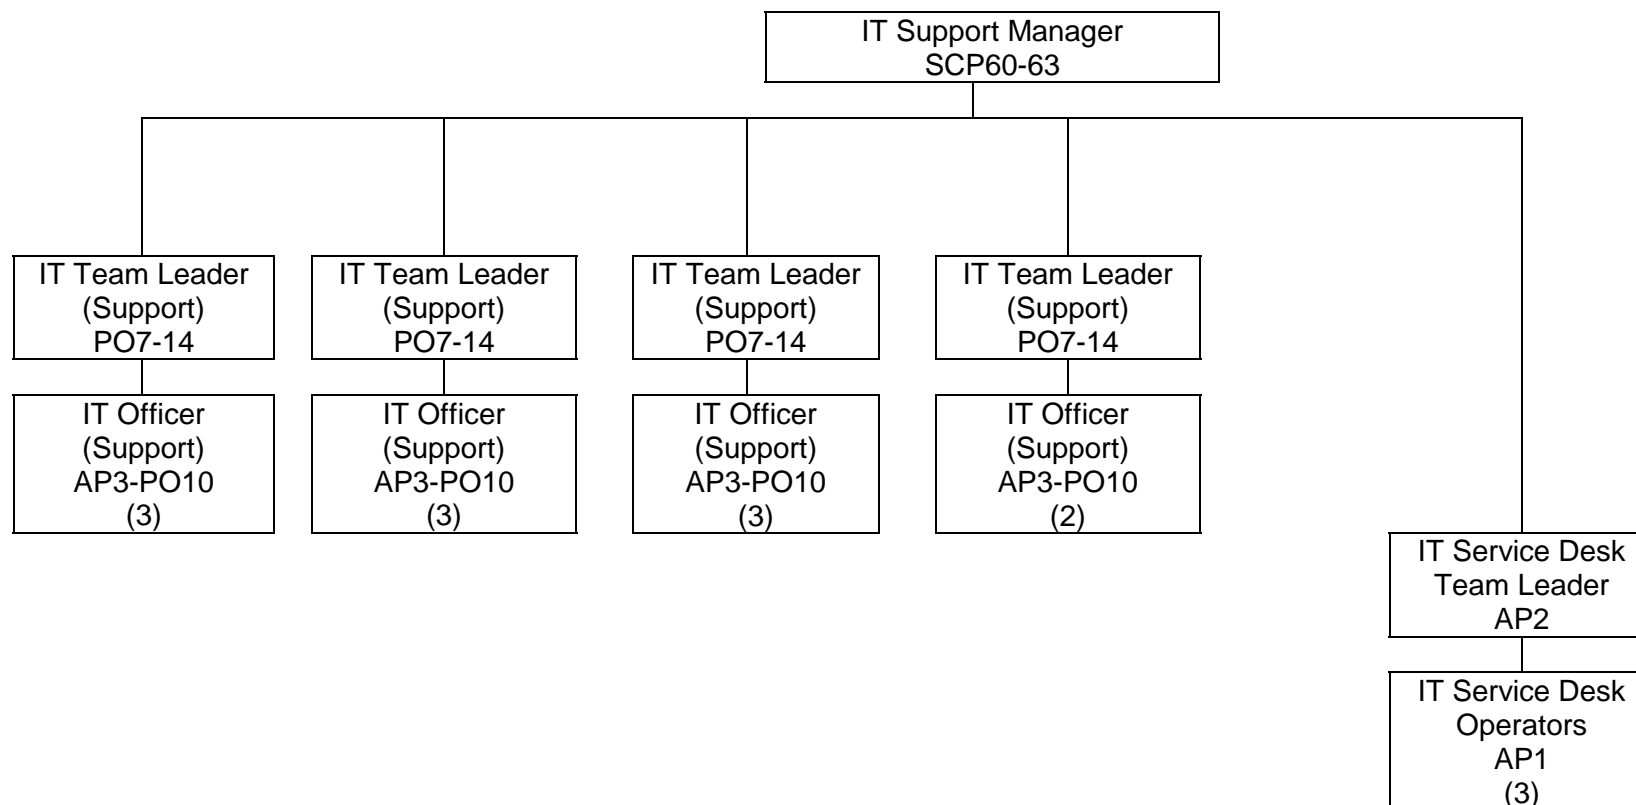 IT Support Manager
SCP60-63
IT Team Leader
(Support)
PO7-14
IT Team Leader
(Support)
PO7-14
IT Team Leader
(Support)
PO7-14
IT Team Leader
(Support)
PO7-14
IT Officer
(Support)
AP3-PO10
(3)
IT Officer
(Support)
AP3-PO10
(3)
IT Officer
(Support)
AP3-PO10
(3)
IT Officer
(Support)
AP3-PO10
(2)
IT Service Desk
Team Leader
AP2
IT Service Desk
Operators
AP1
(3)